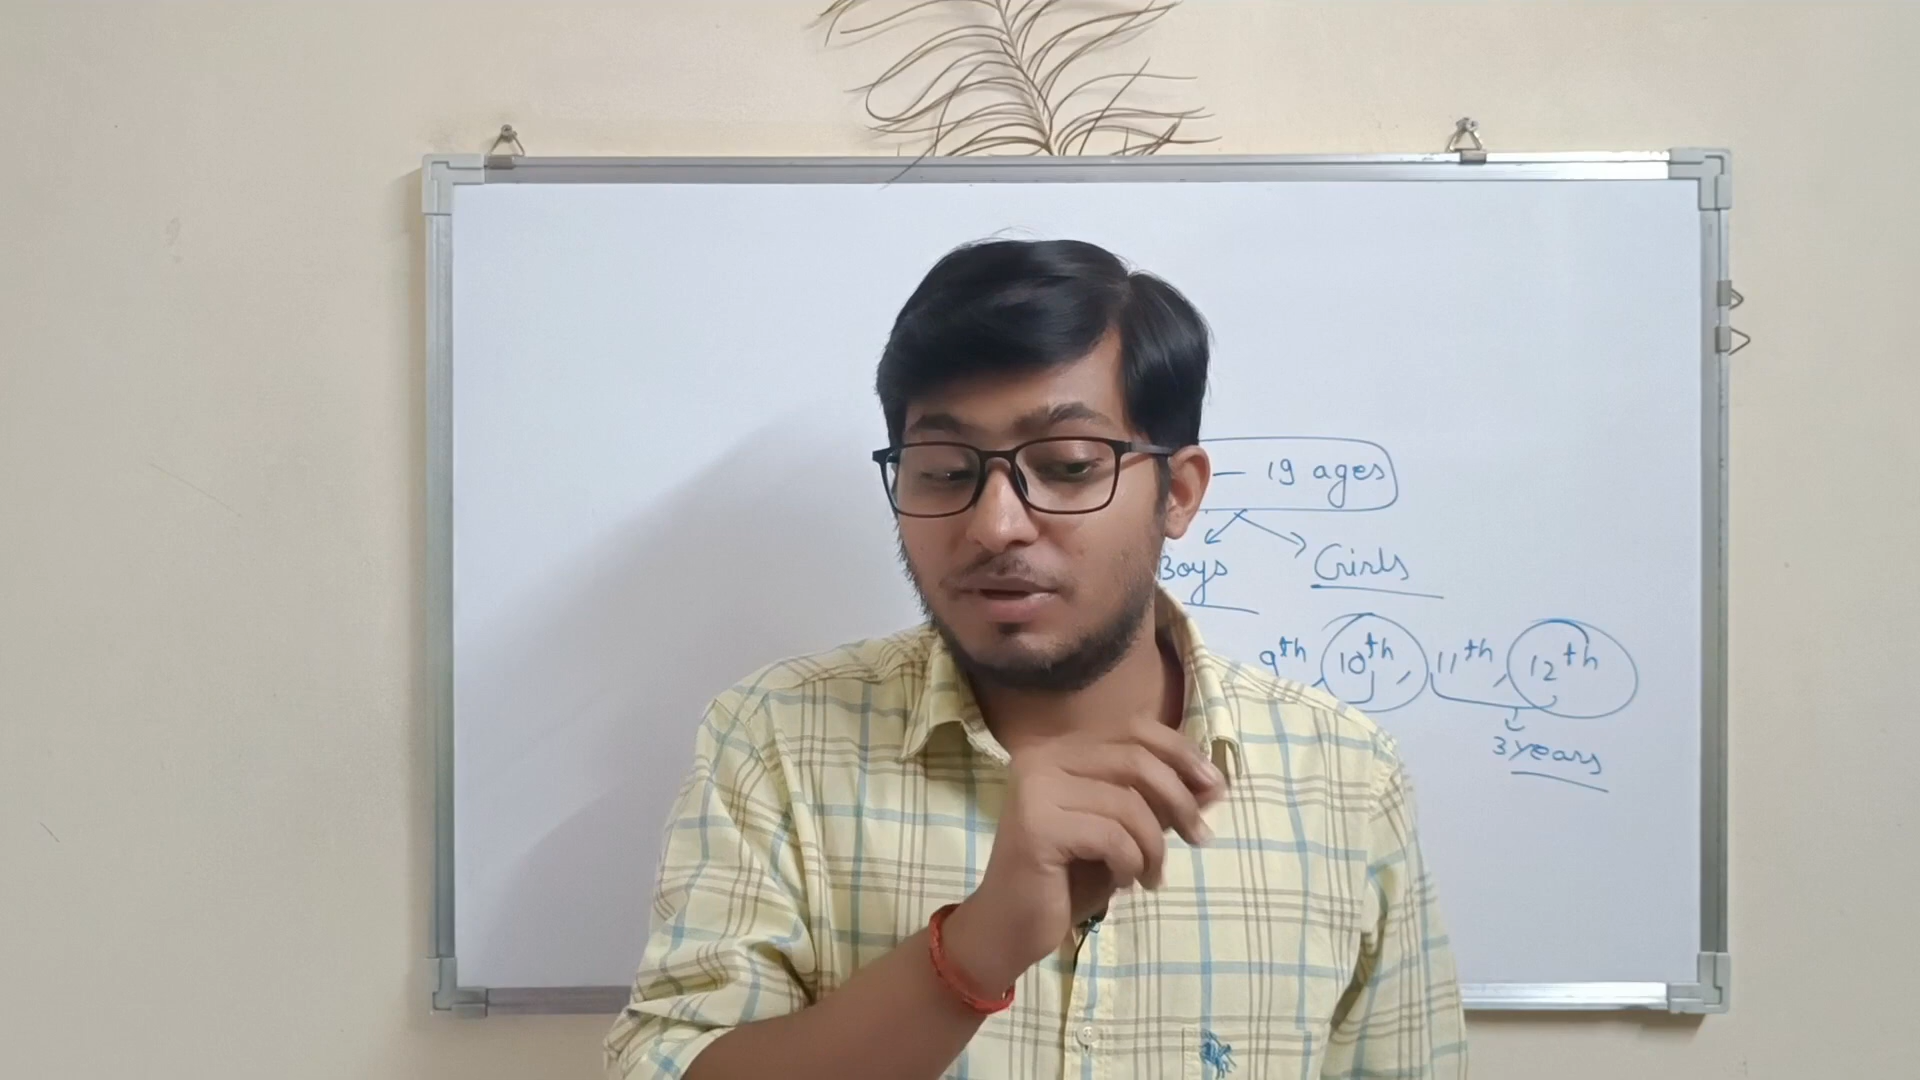 — 19 ages
Boys Girls
9th, 10th, 11th, 12th
3 years